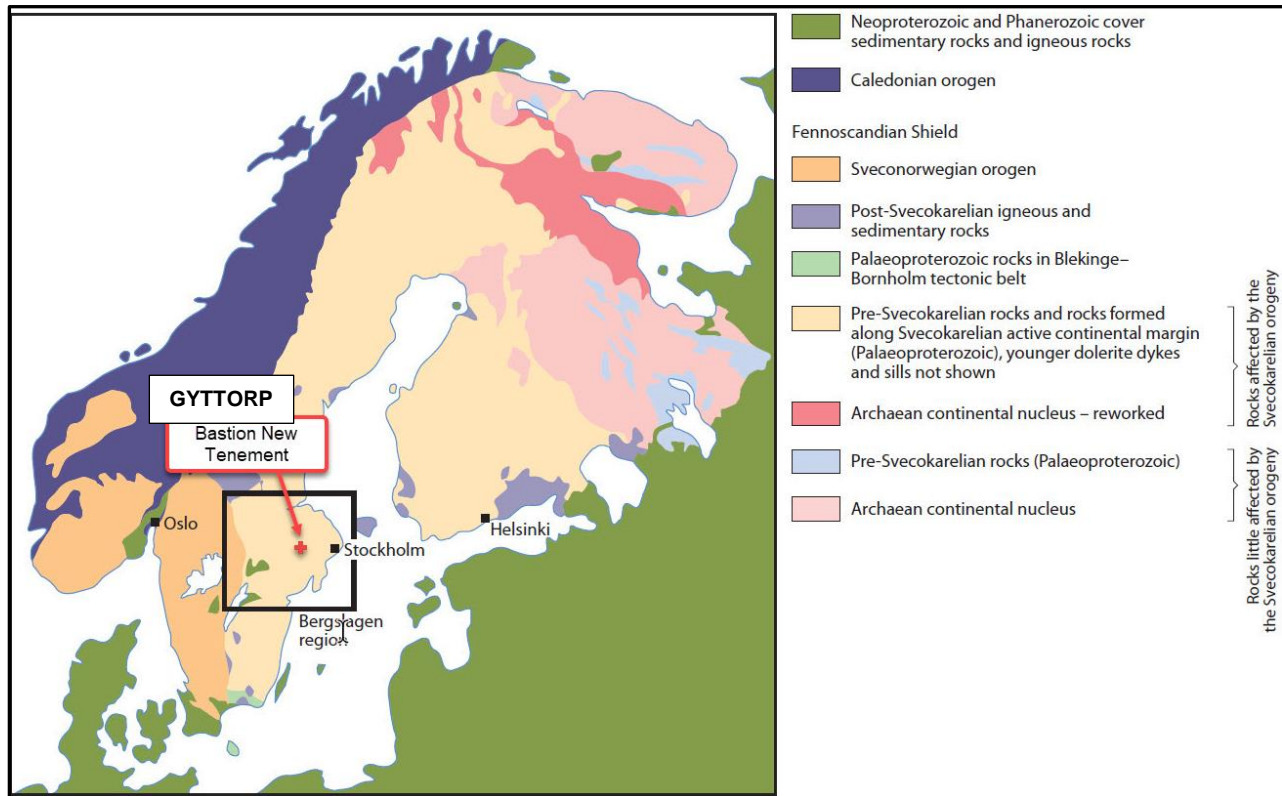 GYTTORP
Bastion New
Tenement
Oslo
Helsinki
Stockholm
Bergslagen
region
Neoproterozoic and Phanerozoic cover
sedimentary rocks and igneous rocks
Caledonian orogen
Fennoscandian Shield
Sveconorwegian orogen
Post-Svecokarelian igneous and
sedimentary rocks
Palaeoproterozoic rocks in Blekinge–
Bornholm tectonic belt
Pre-Svecokarelian rocks and rocks formed
along Svecokarelian active continental margin
(Palaeoproterozoic), younger dolerite dykes
and sills not shown
Archaean continental nucleus – reworked
Rocks affected by the
Svecokarelian orogeny
Pre-Svecokarelian rocks (Palaeoproterozoic)
Archaean continental nucleus
Rocks little affected by
the Svecokarelian orogeny